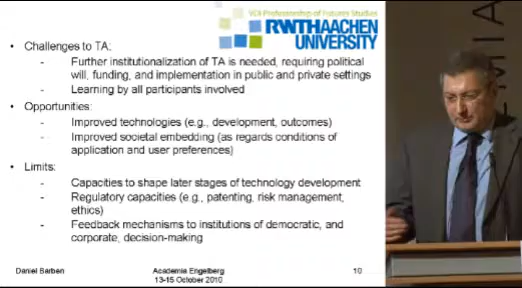 VDI Professorship of Futures Studies
RWTHAACHEN
UNIVERSITY
• Challenges to TA:
- Further institutionalization of TA is needed, requiring political
will, funding, and implementation in public and private settings
- Learning by all participants involved
• Opportunities:
- Improved technologies (e.g., development, outcomes)
- Improved societal embedding (as regards conditions of
application and user preferences)
• Limits:
- Capacities to shape later stages of technology development
- Regulatory capacities (e.g., patenting, risk management,
ethics)
- Feedback mechanisms to institutions of democratic, and
corporate, decision-making
Daniel Barben
Academia Engelberg
13-15 October 2010
10
EMIA